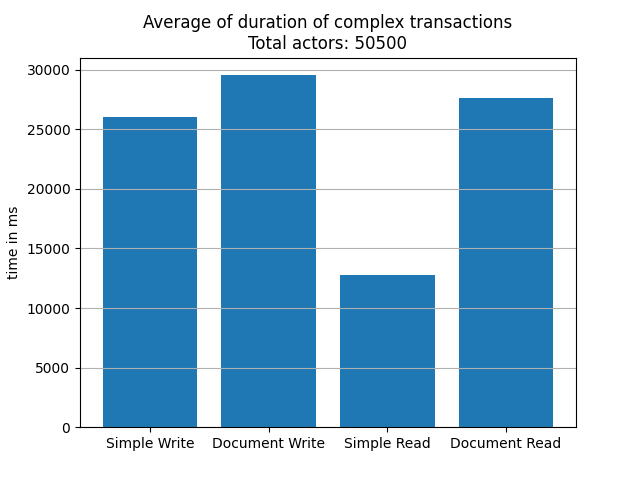 Average of duration of complex transactions
Total actors: 50500
30000
25000
20000
15000
10000
5000
0
time in ms
Simple Write
Document Write
Simple Read
Document Read